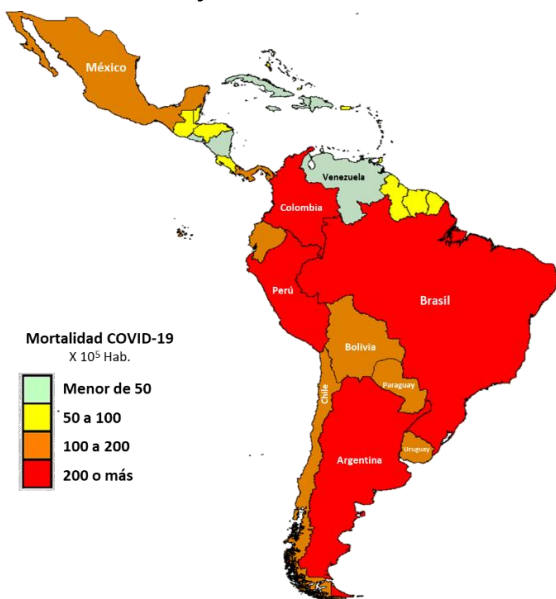 México
Venezuela
Colombia
Perú
Brasil
Bolivia
Paraguay
Chile
Uruguay
Argentina
Mortalidad COVID-19
X 10⁵ Hab.
Menor de 50
50 a 100
100 a 200
200 o más